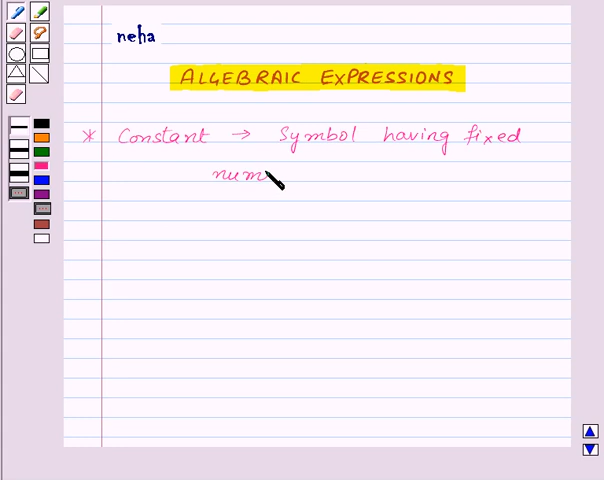 neha
ALGEBRAIC EXPRESSIONS
* Constant → Symbol having fixed
num